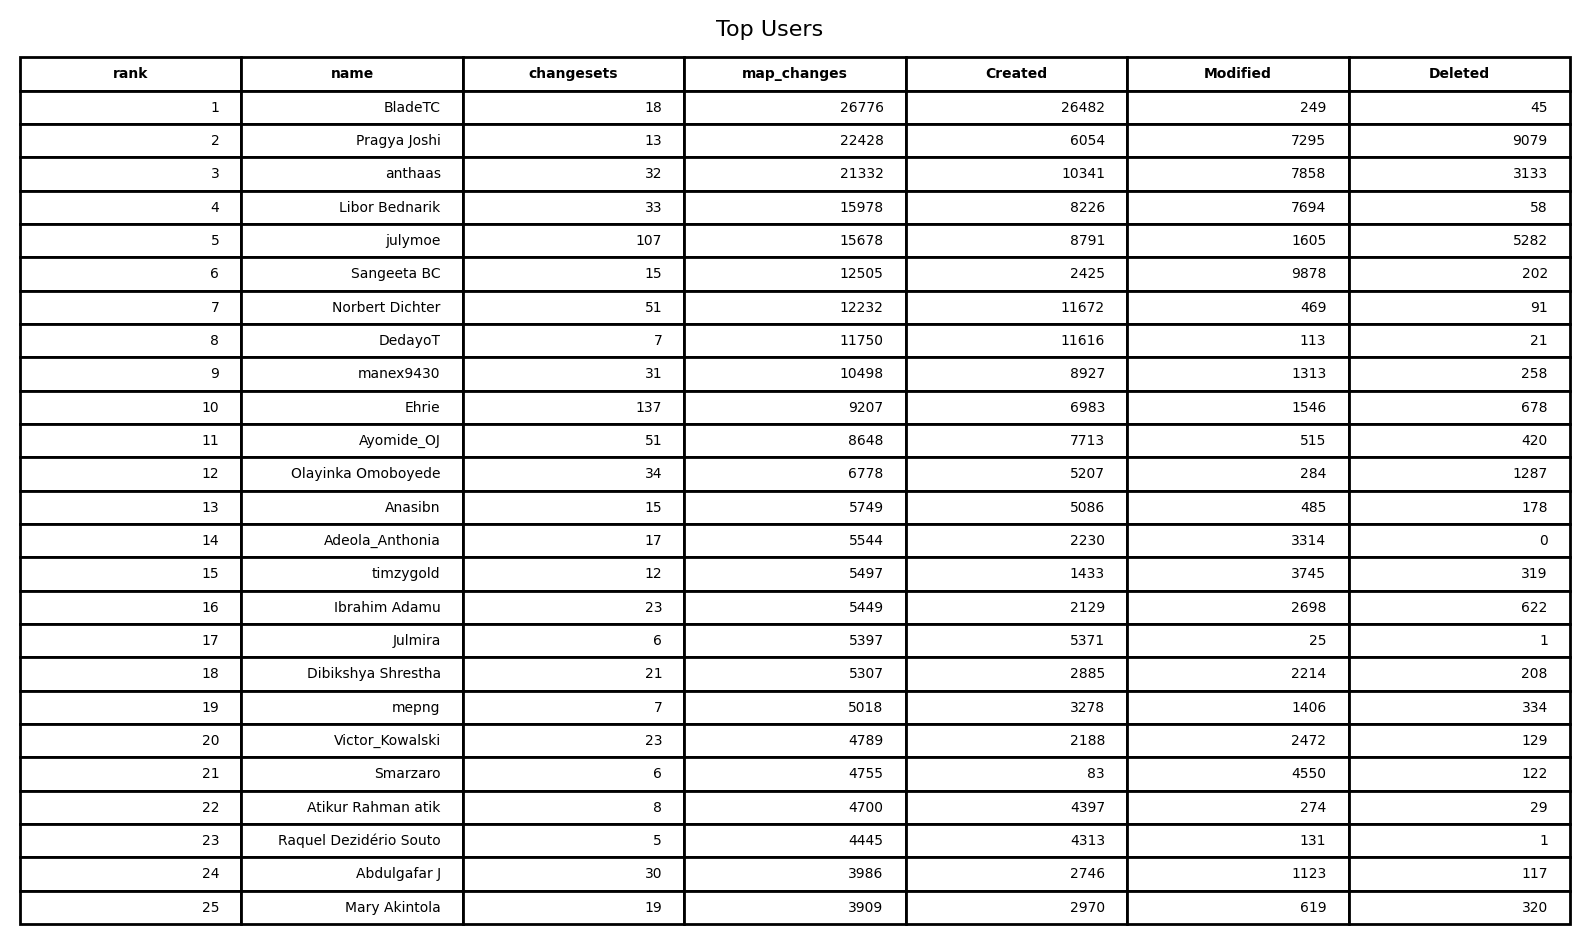 Top Users
rank name changesets map_changes Created Modified Deleted
1 BladeTC 18 26776 26482 249 45
2 Pragya Joshi 13 22428 6054 7295 9079
3 anthaas 32 21332 10341 7858 3133
4 Libor Bednarik 33 15978 8226 7694 58
5 julymoe 107 15678 8791 1605 5282
6 Sangeeta BC 15 12505 2425 9878 202
7 Norbert Dichter 51 12232 11672 469 91
8 DedayoT 7 11750 11616 113 21
9 manex9430 31 10498 8927 1313 258
10 Ehrie 137 9207 6983 1546 678
11 Ayomide_OJ 51 8648 7713 515 420
12 Olayinka Omoboyede 34 6778 5207 284 1287
13 Anasibn 15 5749 5086 485 178
14 Adeola_Anthonia 17 5544 2230 3314 0
15 timzygold 12 5497 1433 3745 319
16 Ibrahim Adamu 23 5449 2129 2698 622
17 Julmira 6 5397 5371 25 1
18 Dibikshya Shrestha 21 5307 2885 2214 208
19 mepng 7 5018 3278 1406 334
20 Victor_Kowalski 23 4789 2188 2472 129
21 Smarzaro 6 4755 83 4550 122
22 Atikur Rahman atik 8 4700 4397 274 29
23 Raquel Dezidério Souto 5 4445 4313 131 1
24 Abdulgafar J 30 3986 2746 1123 117
25 Mary Akintola 19 3909 2970 619 320